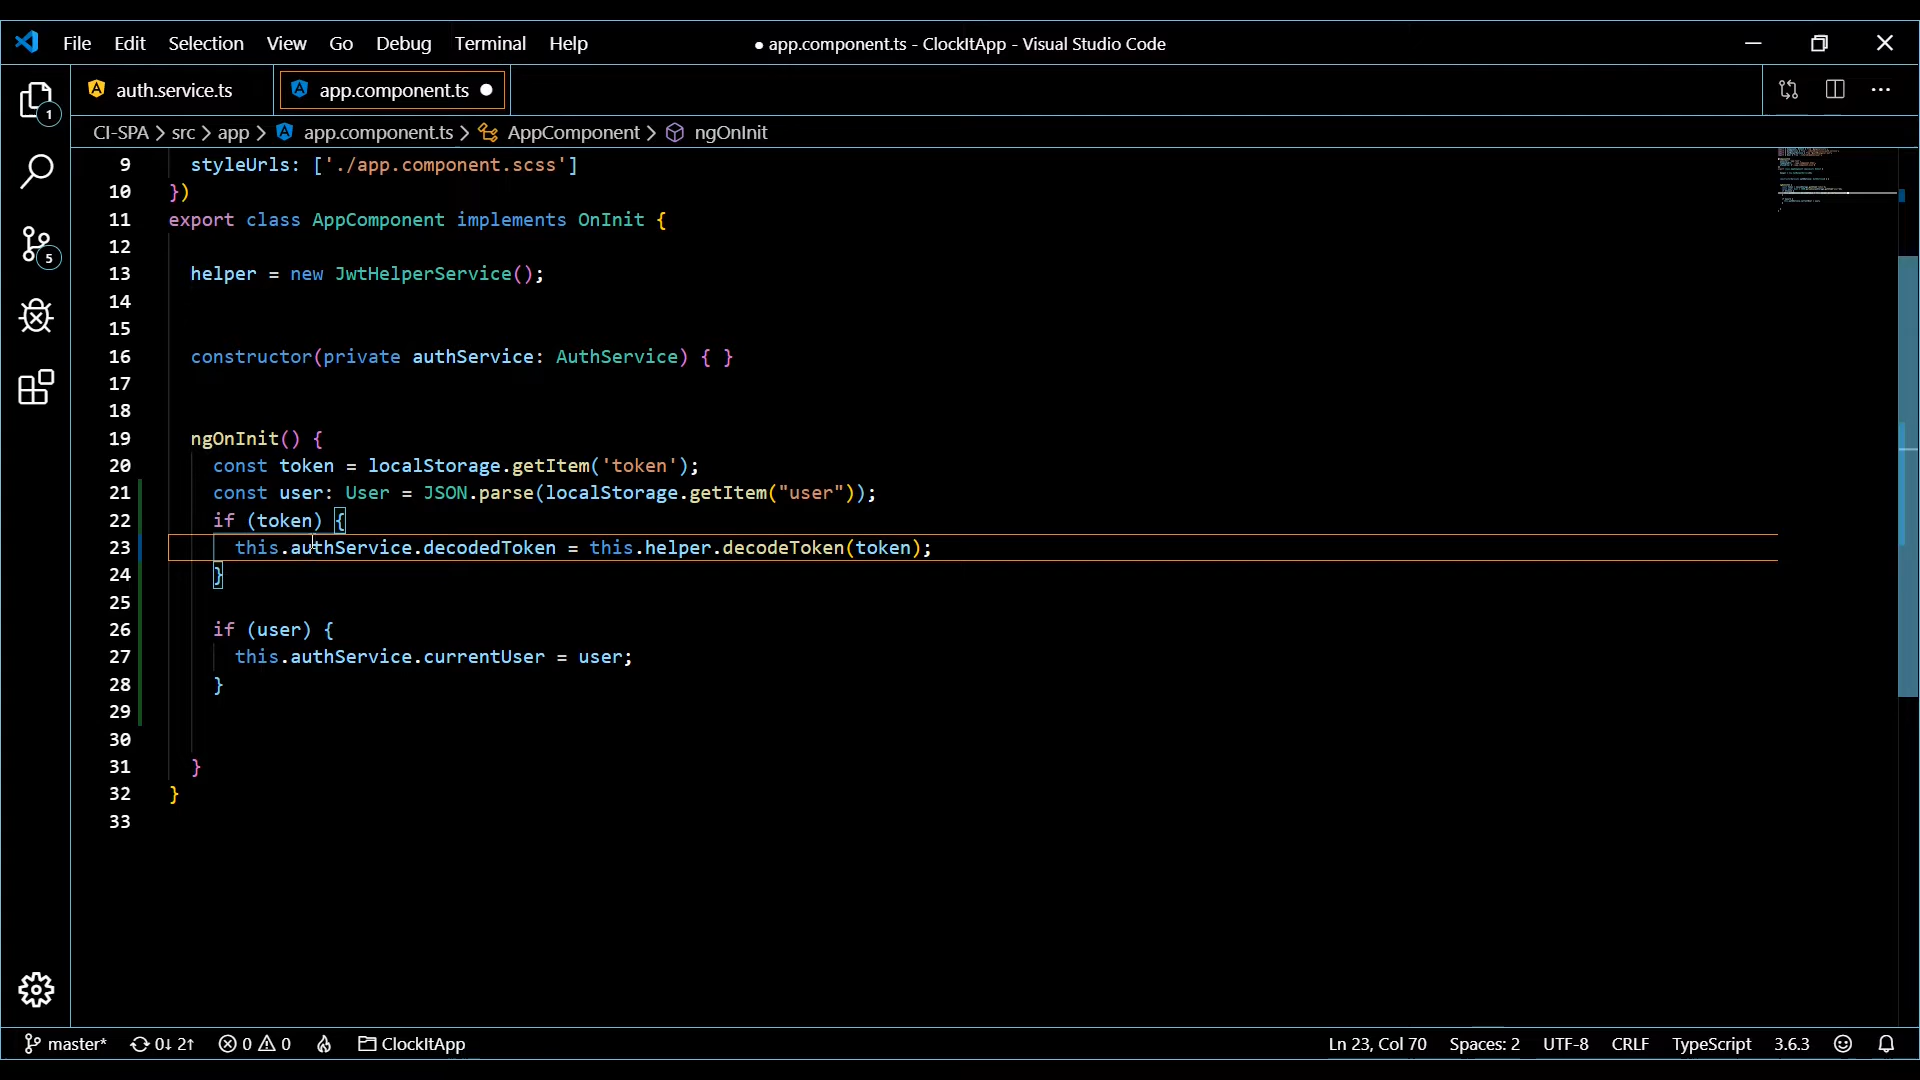 File Edit Selection View Go Debug Terminal Help
● app.component.ts - ClockItApp - Visual Studio Code
auth.service.ts
app.component.ts ●
CI-SPA > src > app > app.component.ts > AppComponent > ngOnInit
1
5
9 styleUrls: ['./app.component.scss']
10 })
11 export class AppComponent implements OnInit {
12
13 helper = new JwtHelperService();
14
15
16 constructor(private authService: AuthService) { }
17
18
19 ngOnInit() {
20 const token = localStorage.getItem('token');
21 const user: User = JSON.parse(localStorage.getItem("user"));
22 if (token) {
23 this.authService.decodedToken = this.helper.decodeToken(token);
24 }
25
26 if (user) {
27 this.authService.currentUser = user;
28 }
29
30
31 }
32 }
33
master* 0↓ 2↑ 0 0 ClockItApp
Ln 23, Col 70 Spaces: 2 UTF-8 CRLF TypeScript 3.6.3